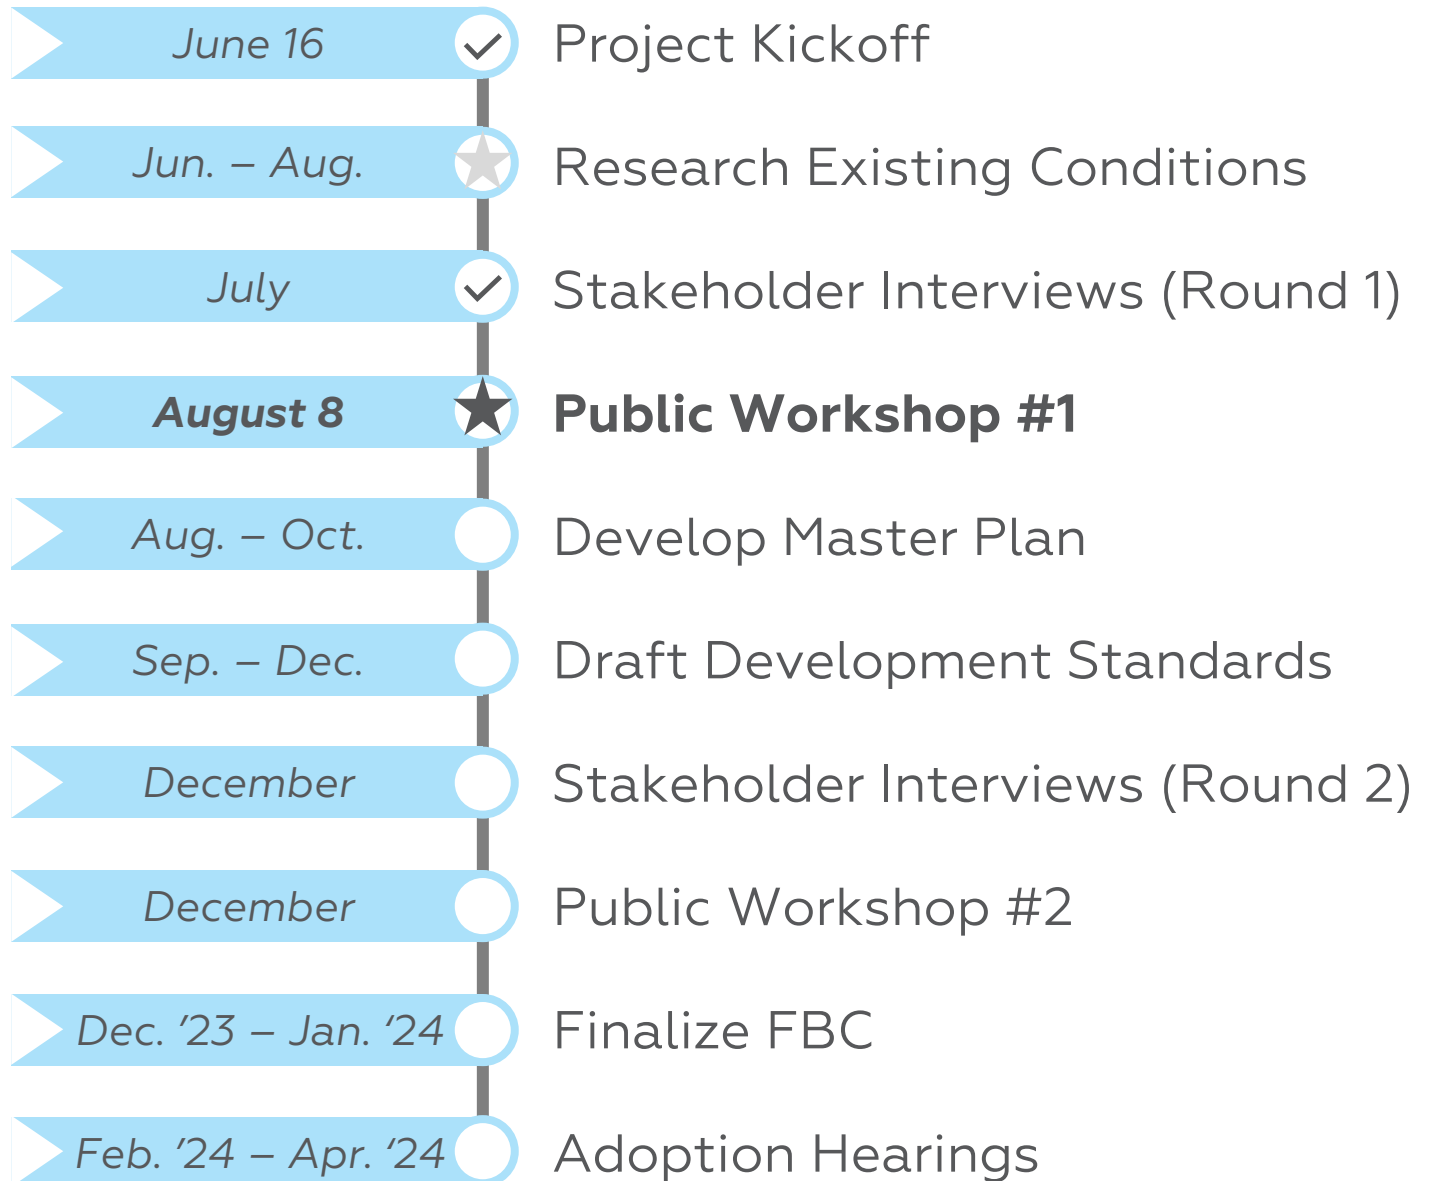 June 16 Project Kickoff
Jun. – Aug. Research Existing Conditions
July Stakeholder Interviews (Round 1)
August 8 Public Workshop #1
Aug. – Oct. Develop Master Plan
Sep. – Dec. Draft Development Standards
December Stakeholder Interviews (Round 2)
December Public Workshop #2
Dec. '23 – Jan. '24 Finalize FBC
Feb. '24 – Apr. '24 Adoption Hearings